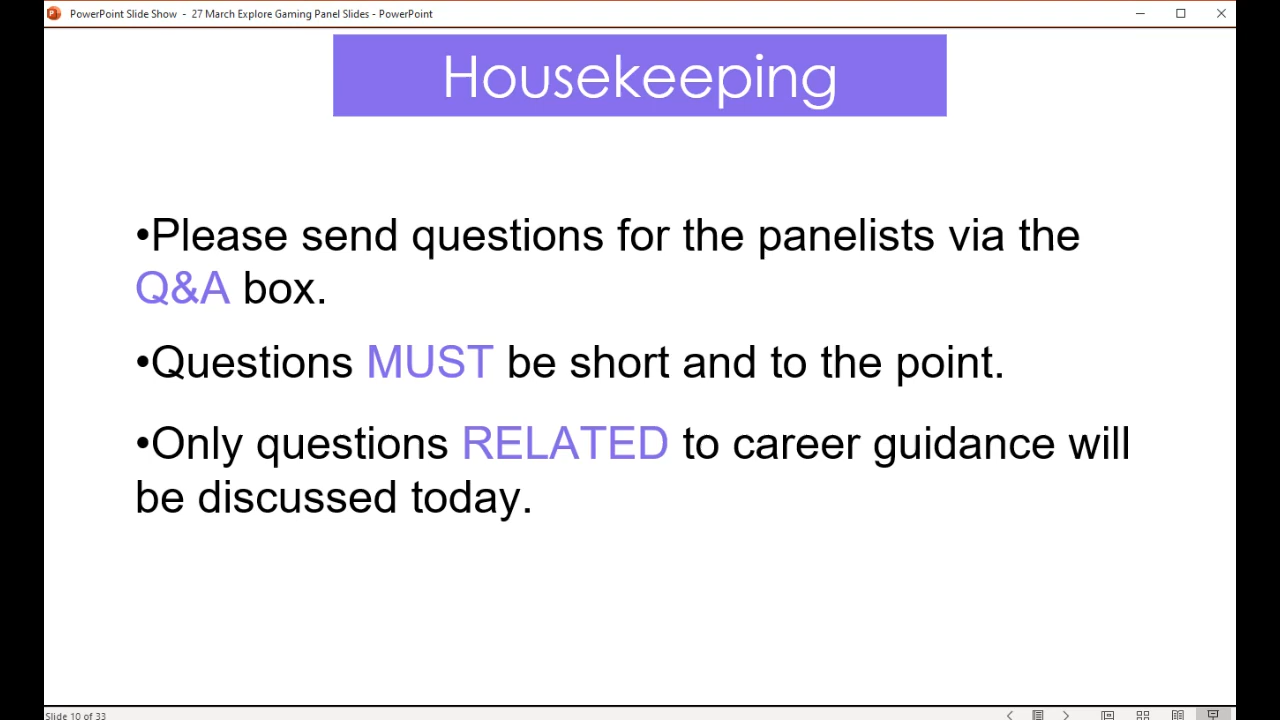 PowerPoint Slide Show - 27 March Explore Gaming Panel Slides - PowerPoint
Housekeeping
•Please send questions for the panelists via the
Q&A box.
•Questions MUST be short and to the point.
•Only questions RELATED to career guidance will
be discussed today.
Slide 10 of 33